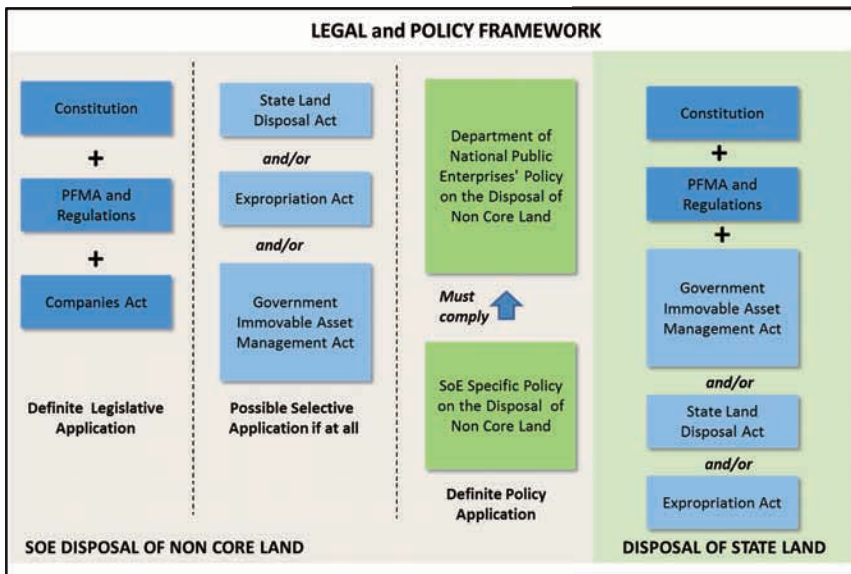 LEGAL and POLICY FRAMEWORK
Constitution
+
PFMA and
Regulations
+
Companies Act
Definite Legislative
Application
State Land
Disposal Act
and/or
Expropriation Act
and/or
Government
Immovable Asset
Management Act
Possible Selective
Application if at all
Department of
National Public
Enterprises' Policy
on the Disposal of
Non Core Land
Must
comply
SoE Specific Policy
on the Disposal of
Non Core Land
Definite Policy
Application
SOE DISPOSAL OF NON CORE LAND
Constitution
+
PFMA and
Regulations
+
Government
Immovable Asset
Management Act
and/or
State Land
Disposal Act
and/or
Expropriation Act
DISPOSAL OF STATE LAND